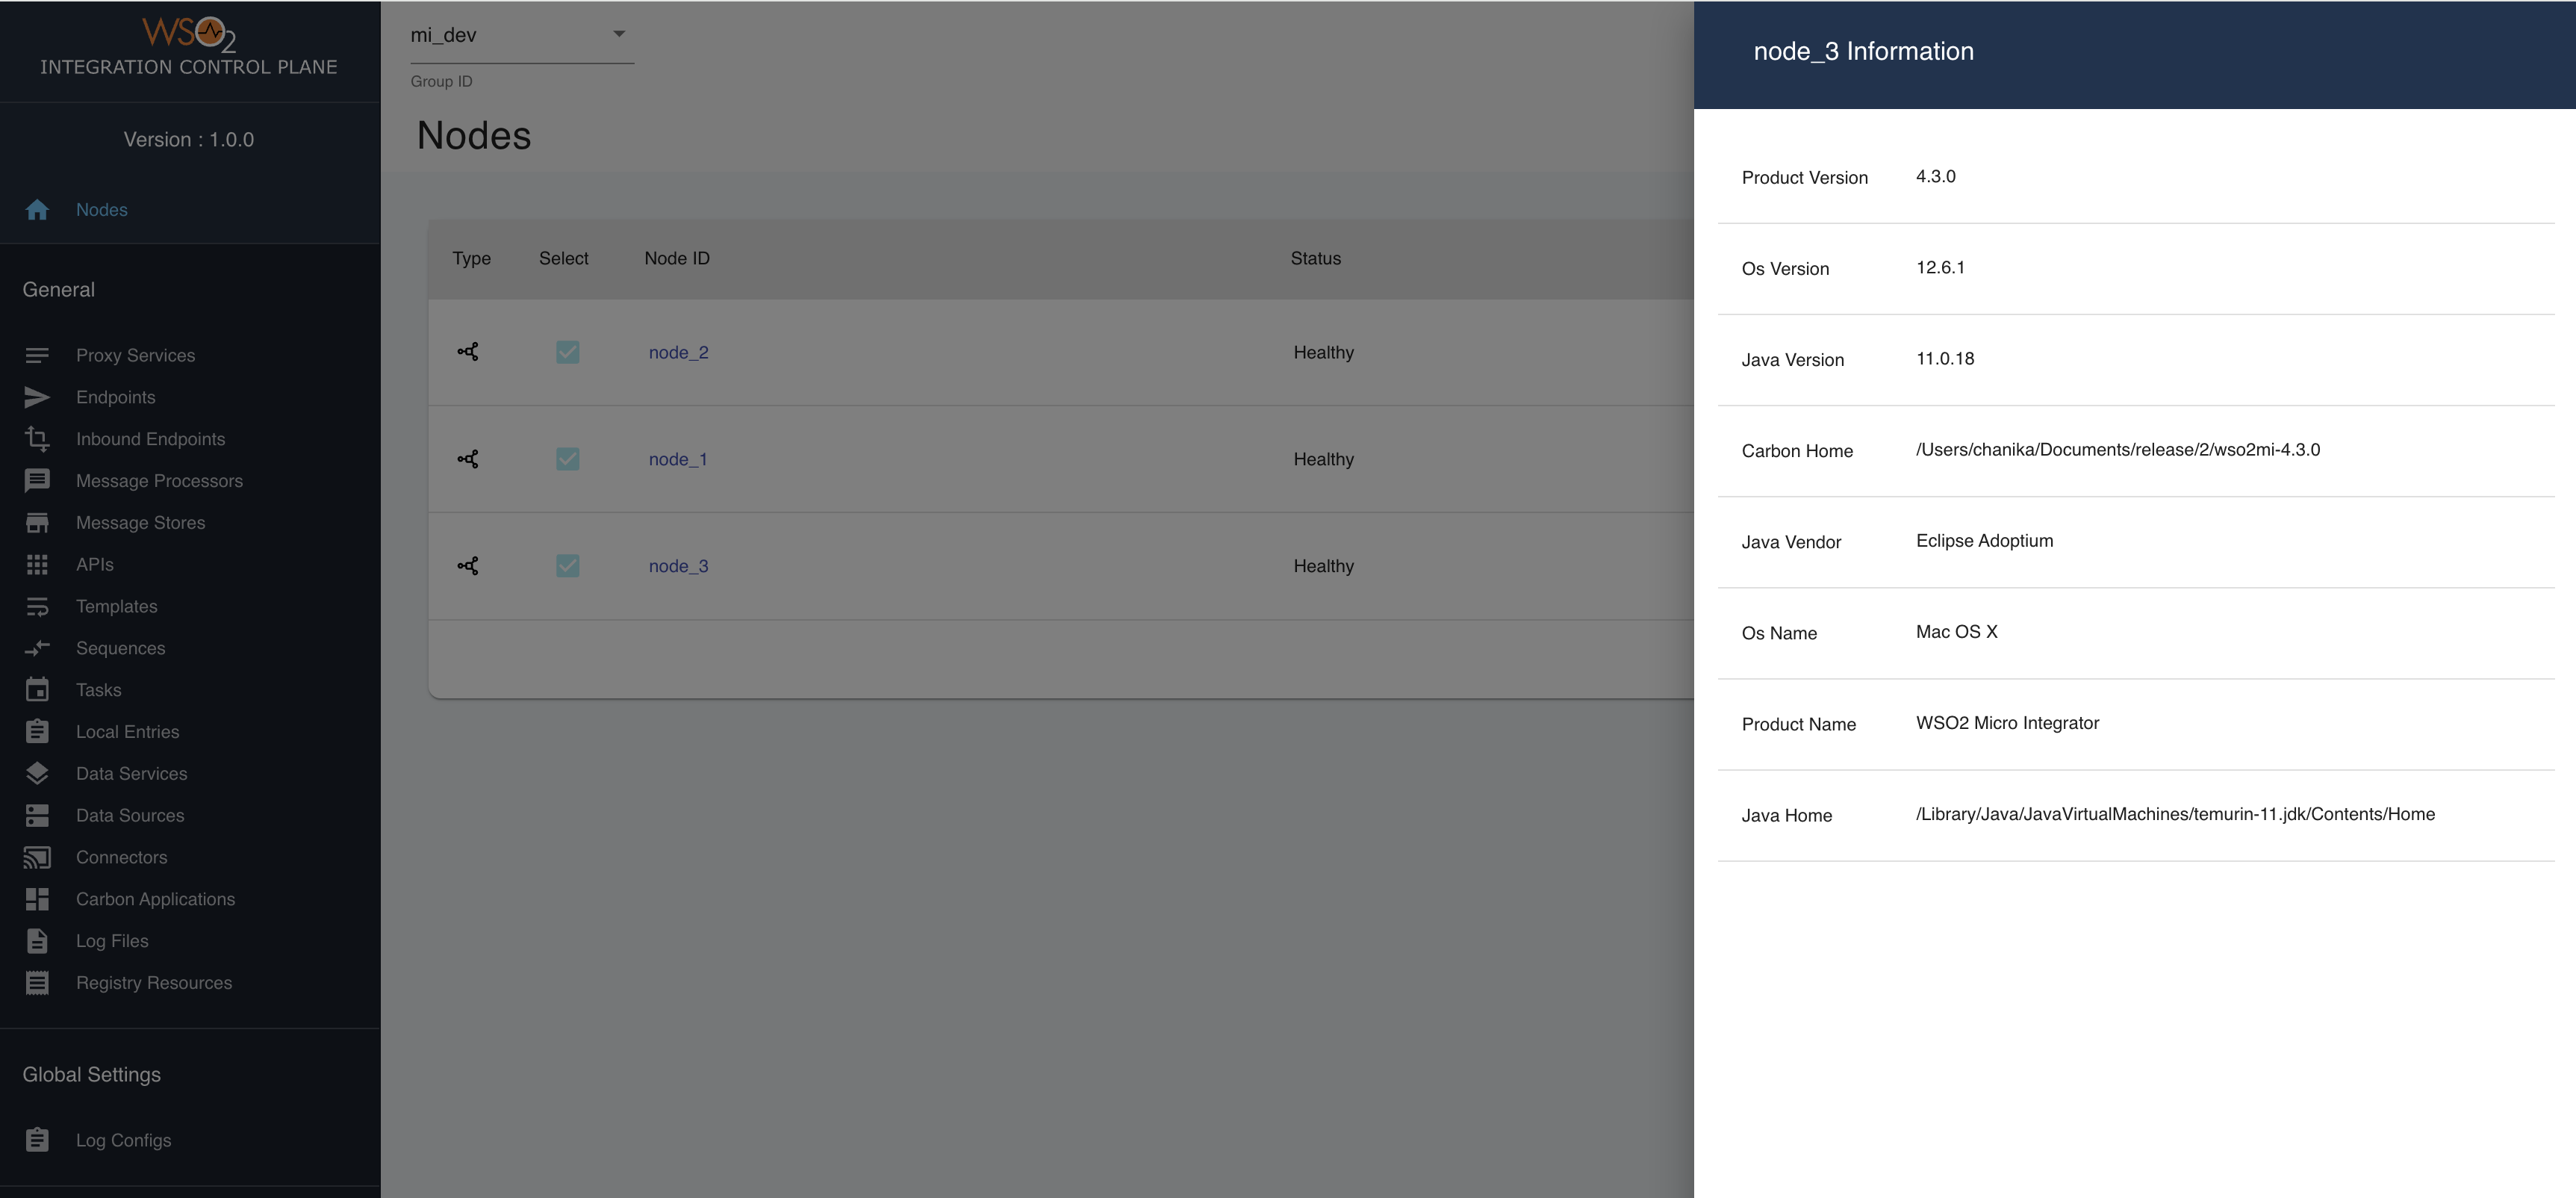 WSO2
INTEGRATION CONTROL PLANE
Version : 1.0.0
Nodes
General
Proxy Services
Endpoints
Inbound Endpoints
Message Processors
Message Stores
APIs
Templates
Sequences
Tasks
Local Entries
Data Services
Data Sources
Connectors
Carbon Applications
Log Files
Registry Resources
Global Settings
Log Configs
mi_dev
Group ID
Nodes
Type Select Node ID Status
node_2 Healthy
node_1 Healthy
node_3 Healthy
node_3 Information
Product Version 4.3.0
Os Version 12.6.1
Java Version 11.0.18
Carbon Home /Users/chanika/Documents/release/2/wso2mi-4.3.0
Java Vendor Eclipse Adoptium
Os Name Mac OS X
Product Name WSO2 Micro Integrator
Java Home /Library/Java/JavaVirtualMachines/temurin-11.jdk/Contents/Home